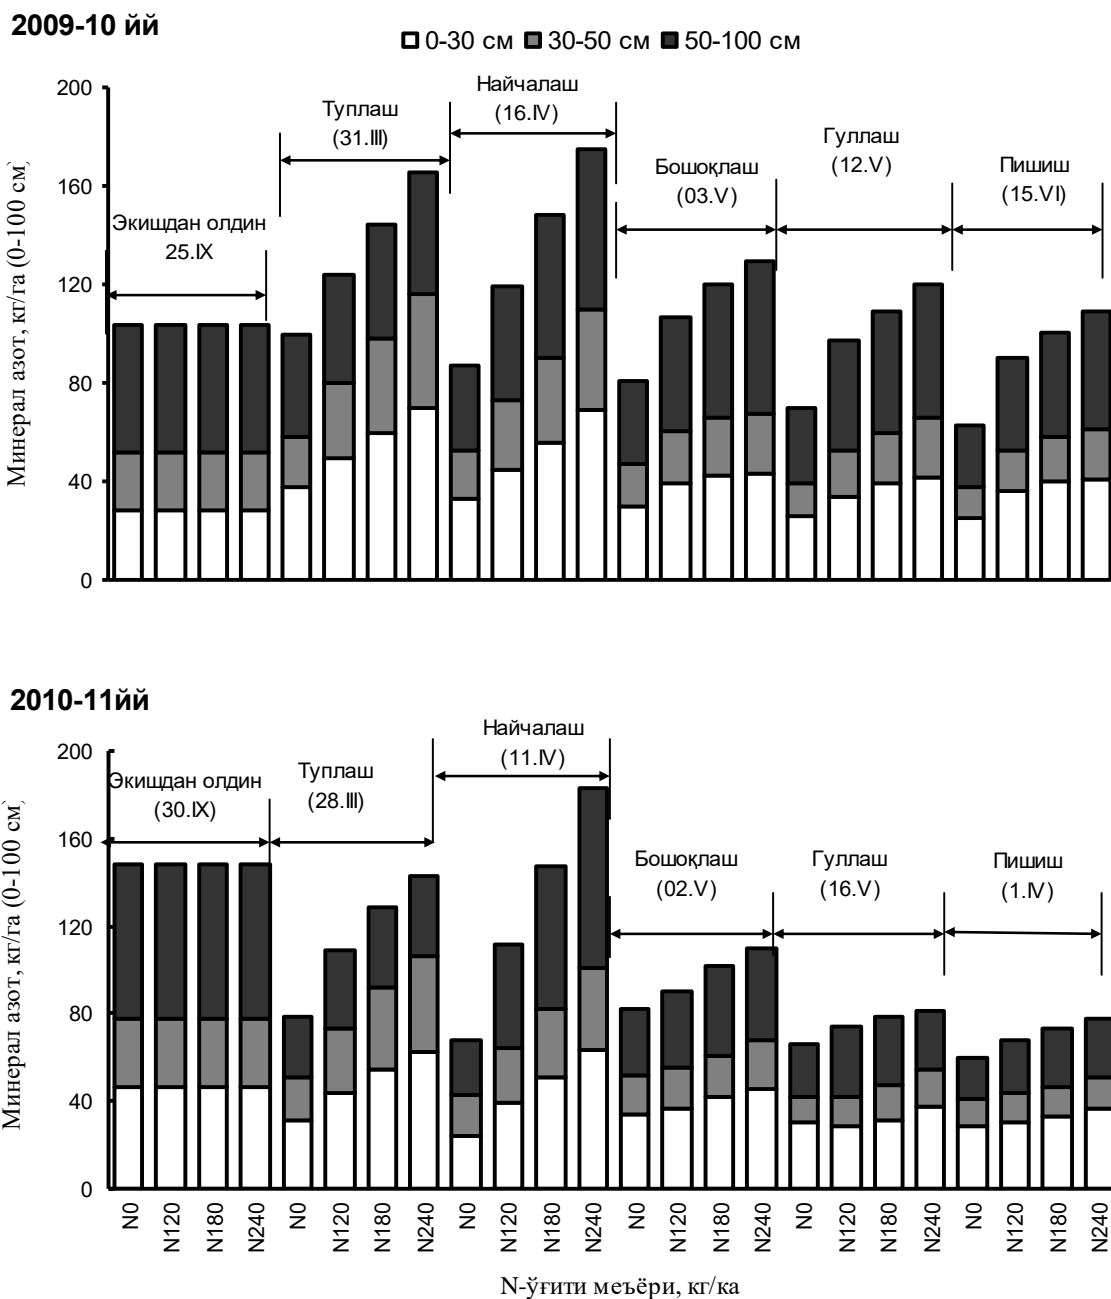 2009-10 йй
0-30 см 30-50 см 50-100 см
Минерал азот, кг/га (0-100 см)
200
160
120
80
40
0
Экишдан олдин
25.IX
Туплаш
(31.III)
Найчалаш
(16.IV)
Бошоқлаш
(03.V)
Гуллаш
(12.V)
Пишиш
(15.VI)
2010-11йй
Минерал азот, кг/га (0-100 см)
200
160
120
80
40
0
Экишдан олдин
(30.IX)
Туплаш
(28.III)
Найчалаш
(11.IV)
Бошоқлаш
(02.V)
Гуллаш
(16.V)
Пишиш
(1.IV)
N0 N120 N180 N240 N0 N120 N180 N240 N0 N120 N180 N240 N0 N120 N180 N240 N0 N120 N180 N240 N0 N120 N180 N240
N-ўғити меъёри, кг/ка